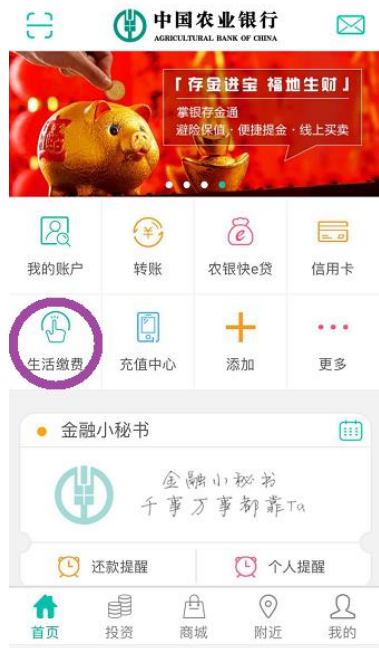 中国农业银行
AGRICULTURAL BANK OF CHINA
「存金进宝 福地生财」
掌银存金通
避险保值,便捷提金·线上买卖
我的账户 转账 农银快e贷 信用卡
生活缴费 充值中心 添加 更多
金融小秘书
金融小秘书
千事万事都靠Ta
还款提醒 个人提醒
首页 投资 商城 附近 我的